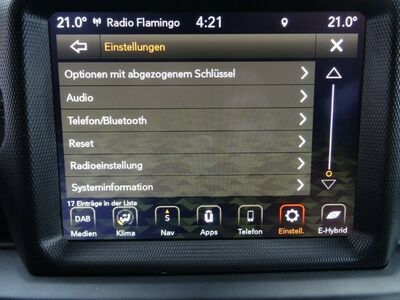 21.0° Radio Flamingo 4:21 21.0°
Einstellungen
Optionen mit abgezogenem Schlüssel
Audio
Telefon/Bluetooth
Reset
Radioeinstellung
Systeminformation
17 Einträge in der Liste
DAB S
Medien Klima Nav Apps Telefon Einstell. E-Hybrid